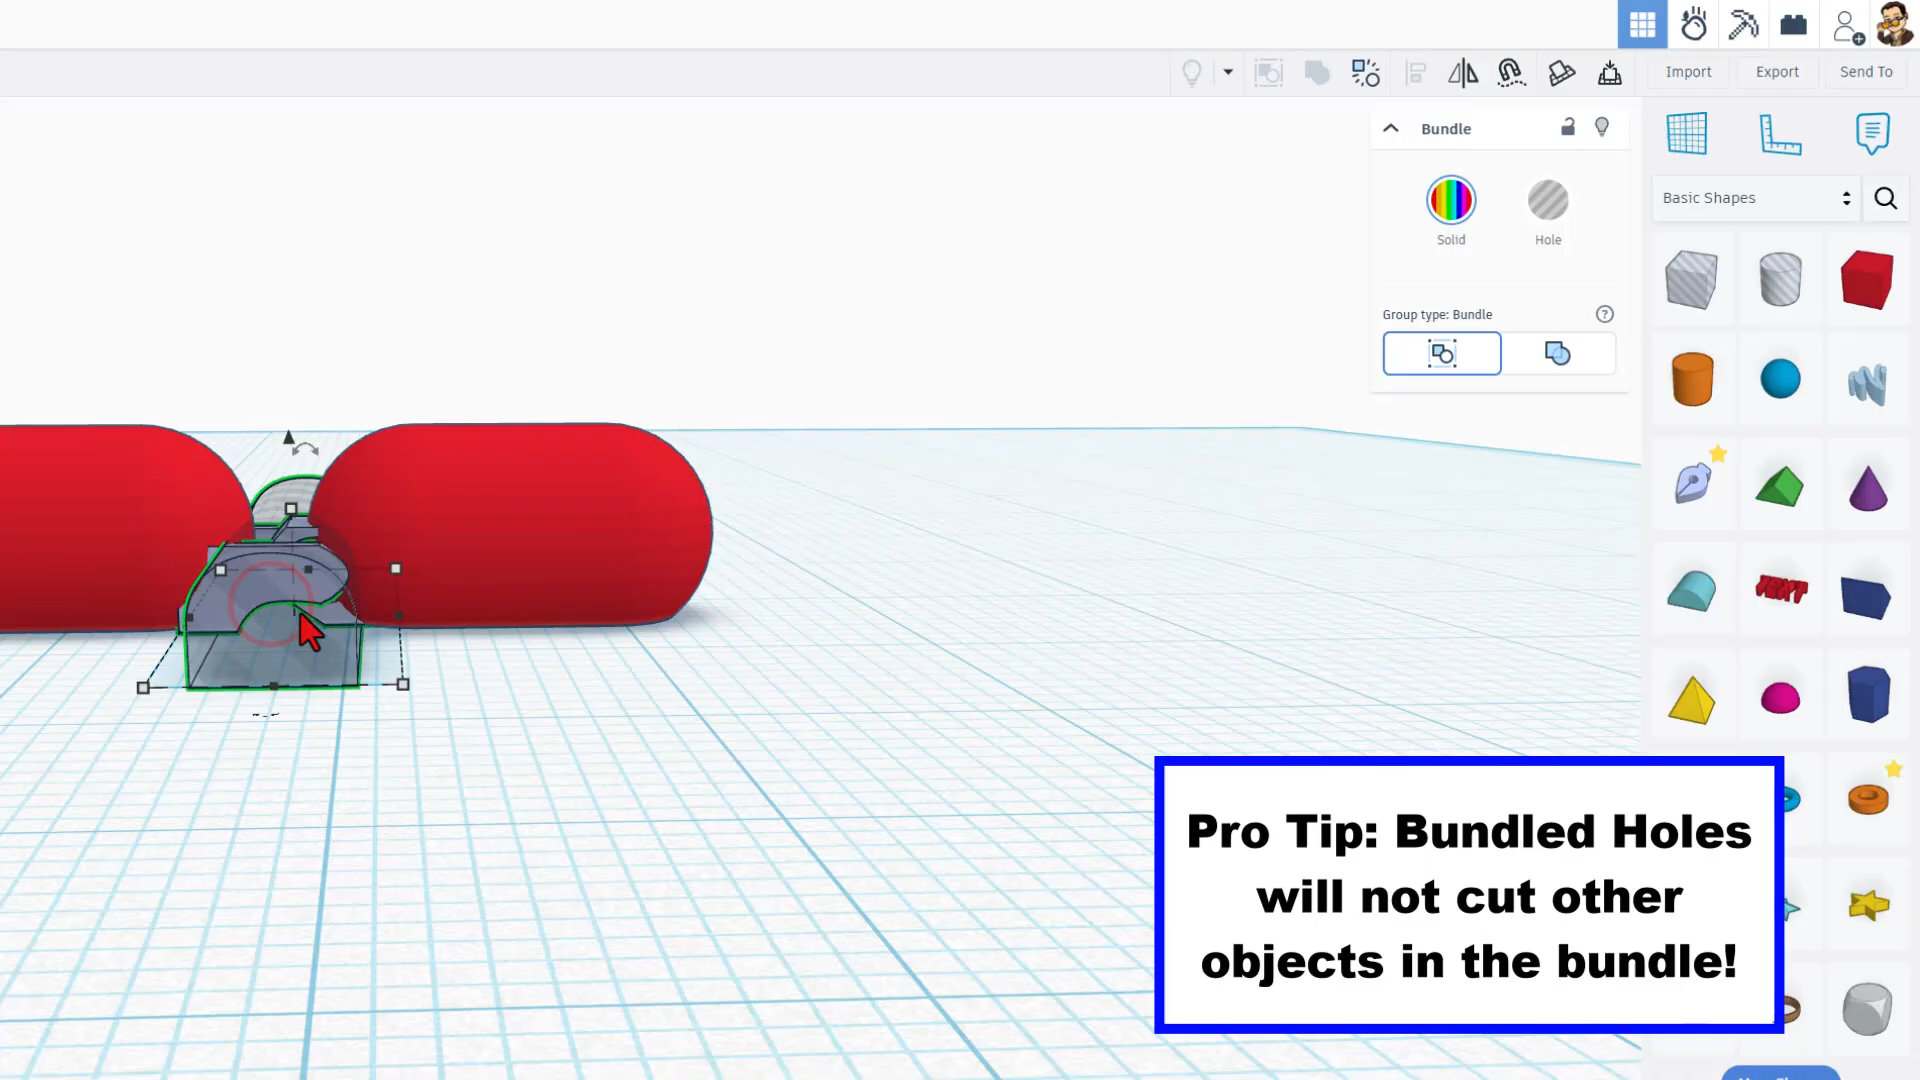 Import
Export
Send To
Bundle
Solid
Hole
Group type: Bundle
Basic Shapes
Pro Tip: Bundled Holes
will not cut other
objects in the bundle!